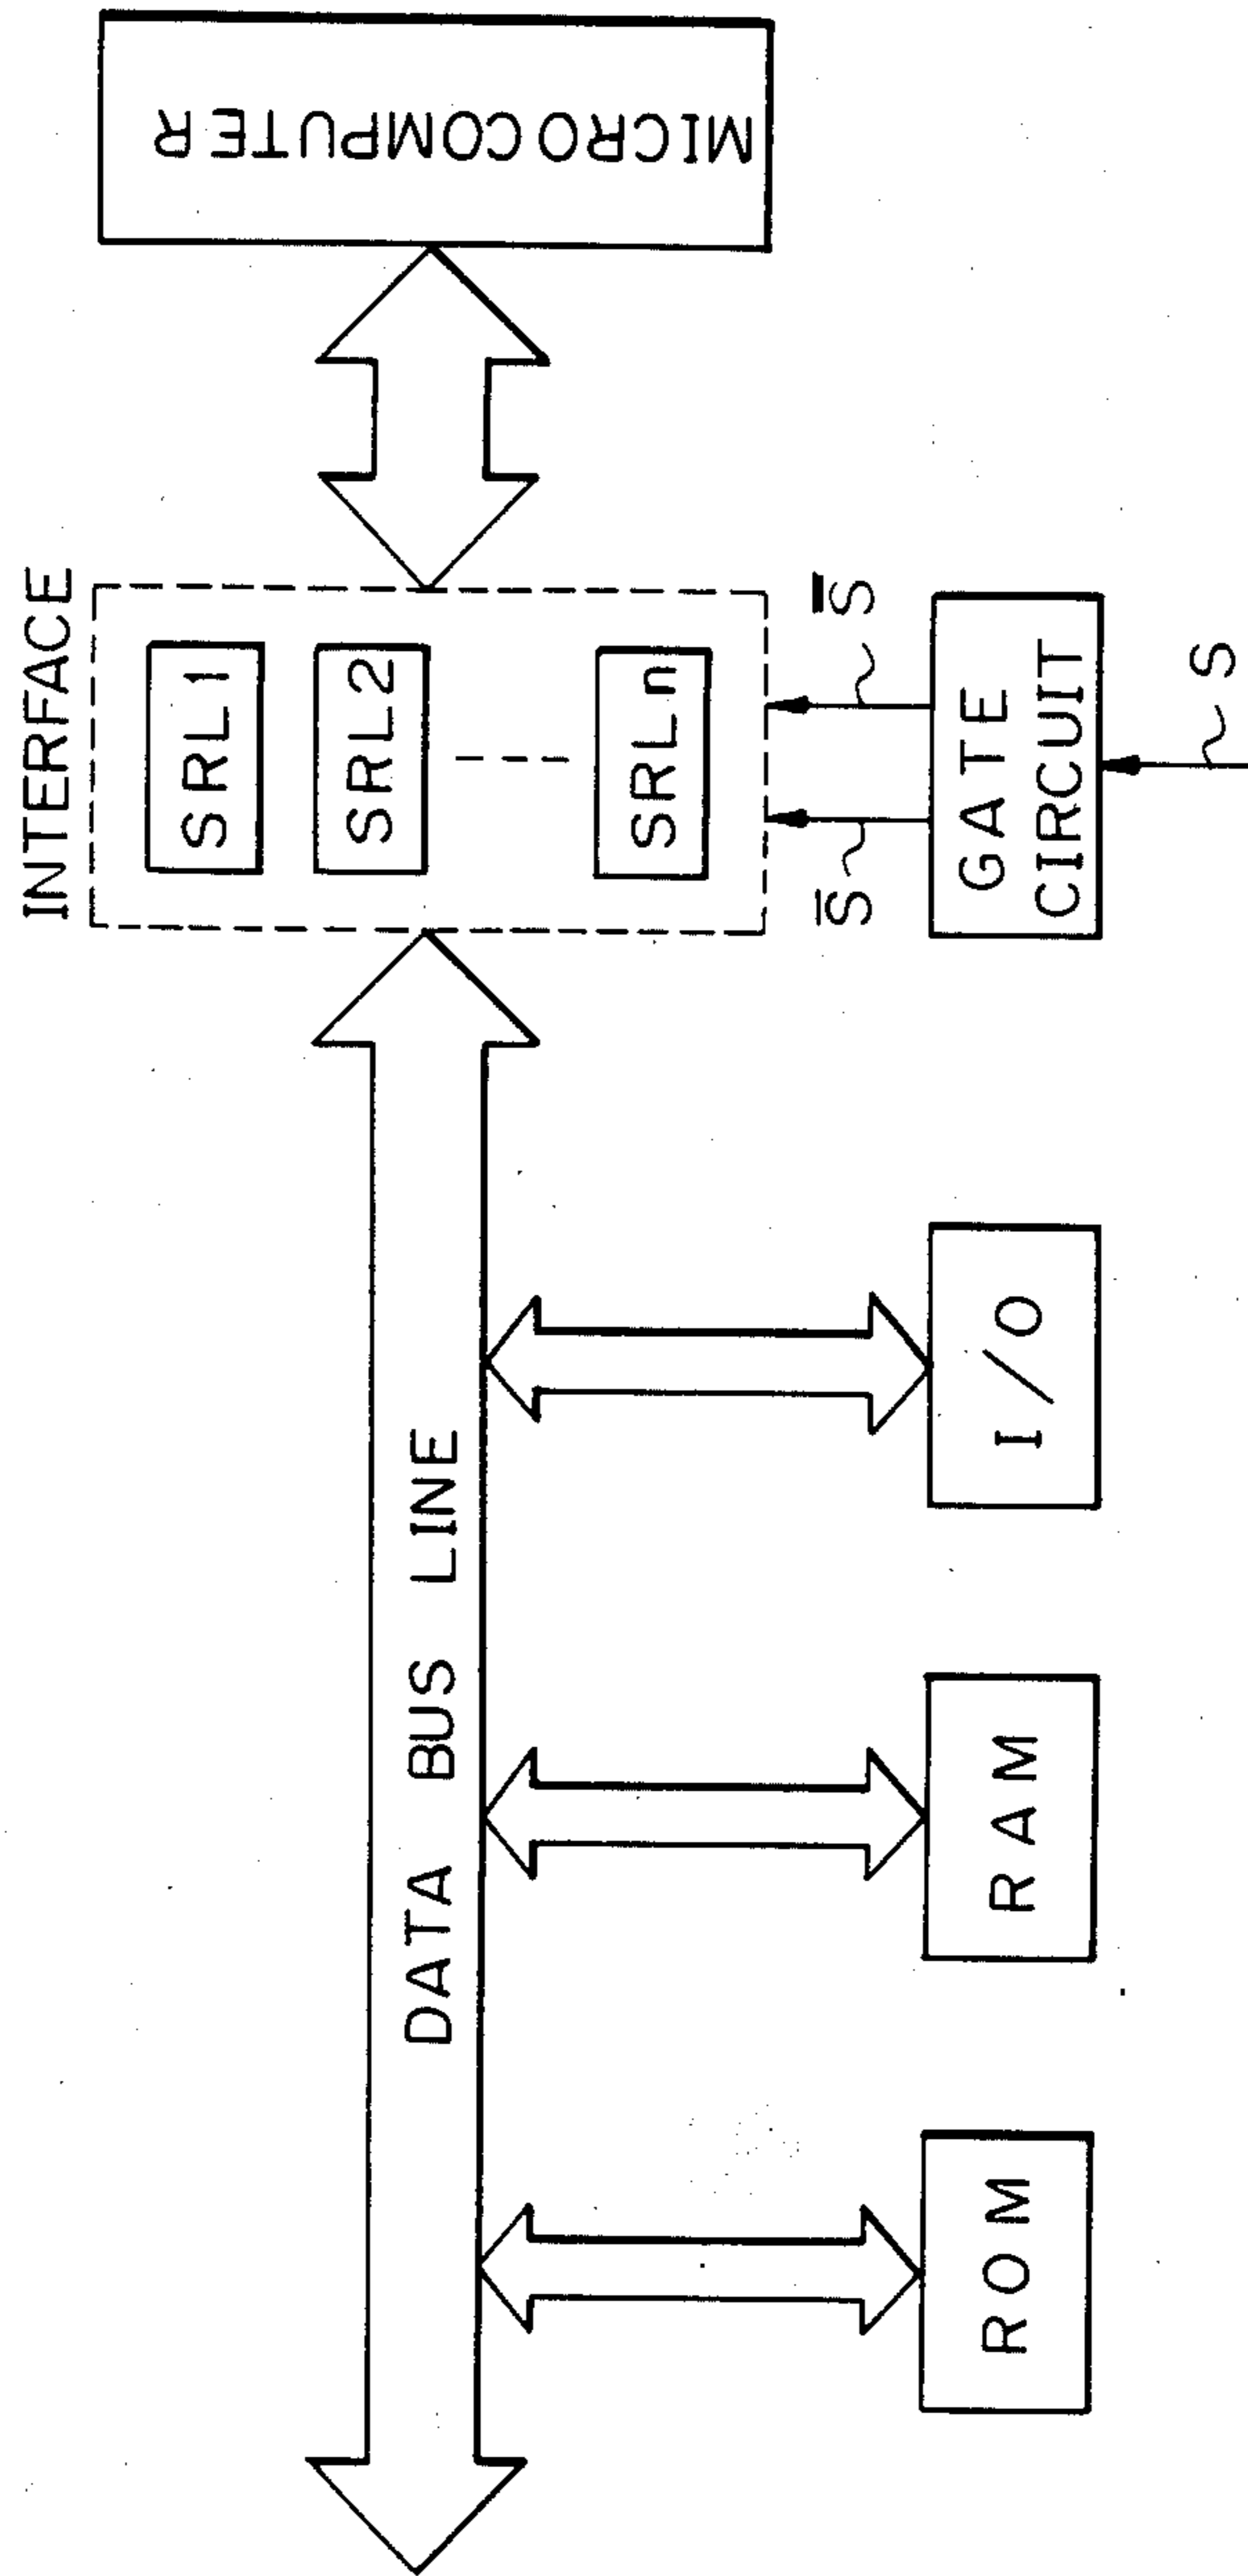 INTERFACE
SRL1
SRL2
SRLn
MICROCOMPUTER
DATA BUS LINE
S̅
S̅
ROM
RAM
I/O
GATE
CIRCUIT
S